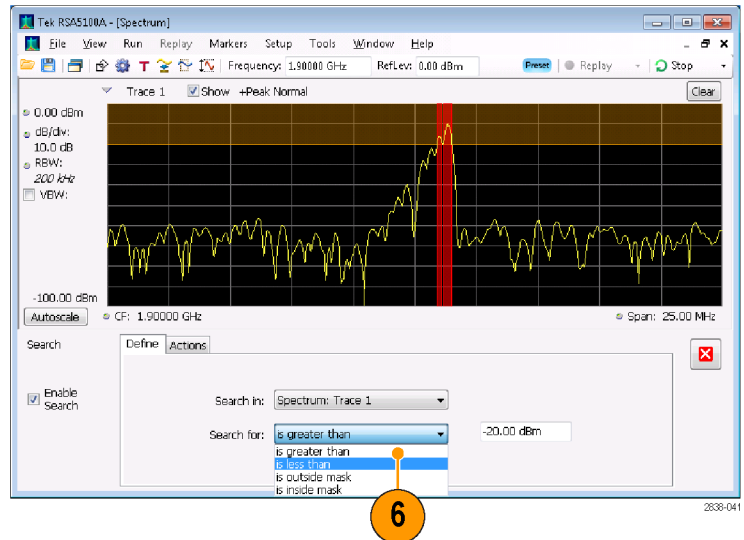 Tek RSA5100A - [Spectrum]
File View Run Replay Markers Setup Tools Window Help
T Frequency: 1.90000 GHz RefLev: 0.00 dBm Preset Replay Stop
Trace 1 Show +Peak Normal Clear
0.00 dBm
dB/div:
10.0 dB
RBW:
200 kHz
VBW:
-100.00 dBm
Autoscale CF: 1.90000 GHz Span: 25.00 MHz
Search Define Actions
Enable
Search
Search in: Spectrum: Trace 1
Search for: is greater than -20.00 dBm
is greater than
is less than
is outside mask
is inside mask
6
2838-041